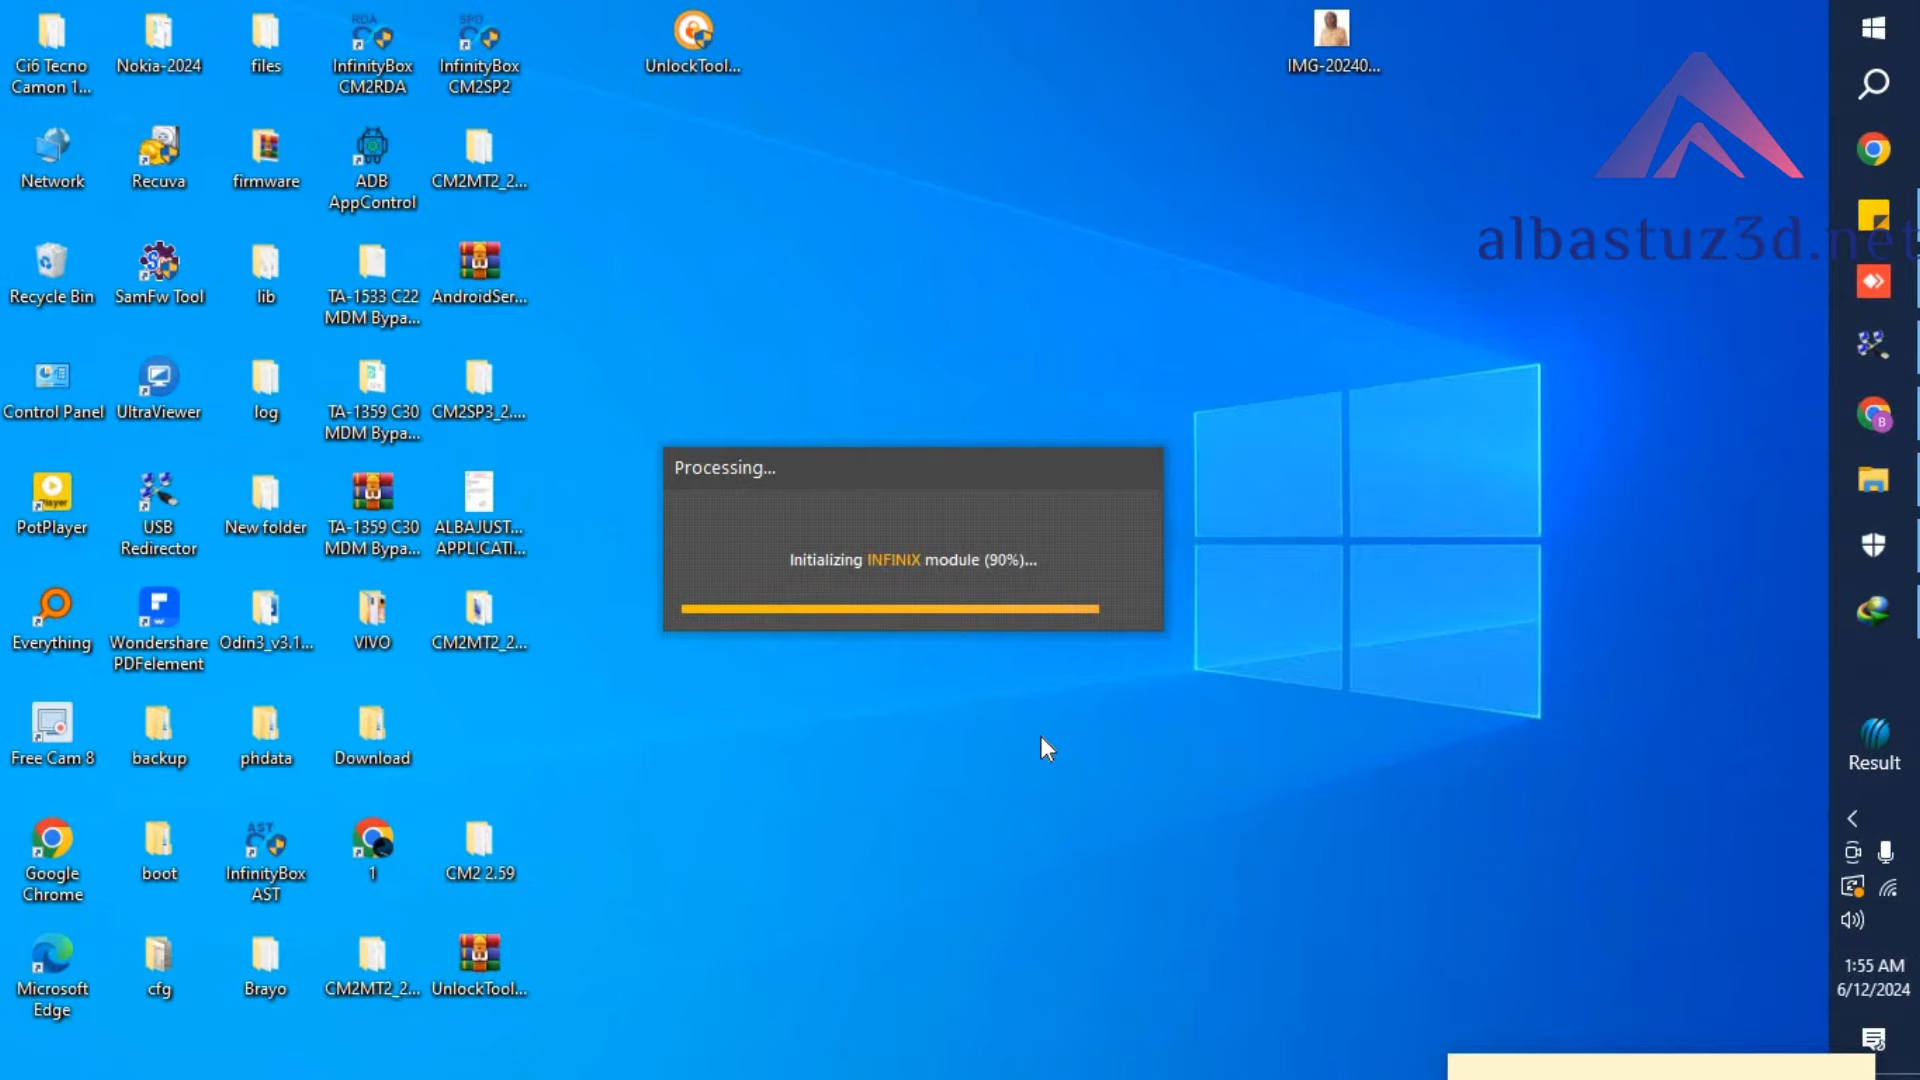 Ci6 Tecno
Camon 1...
Nokia-2024
files
RDA
InfinityBox
CM2RDA
SPD
InfinityBox
CM2SP2
UnlockTool...
IMG-20240...
Network
Recuva
firmware
ADB
AppControl
CM2MT2_2...
albastuz3d.net
Recycle Bin
SamFw Tool
lib
TA-1533 C22
MDM Bypa...
AndroidSer...
Control Panel
UltraViewer
log
TA-1359 C30
MDM Bypa...
CM2SP3_2....
Processing...
Initializing INFINIX module (90%)...
PotPlayer
USB
Redirector
New folder
TA-1359 C30
MDM Bypa...
ALBAJUST...
APPLICATI...
Everything
Wondershare
PDFelement
Odin3_v3.1...
VIVO
CM2MT2_2...
Free Cam 8
backup
phdata
Download
Result
Google
Chrome
boot
AST
InfinityBox
AST
1
CM2 2.59
Microsoft
Edge
cfg
Brayo
CM2MT2_2...
UnlockTool...
1:55 AM
6/12/2024